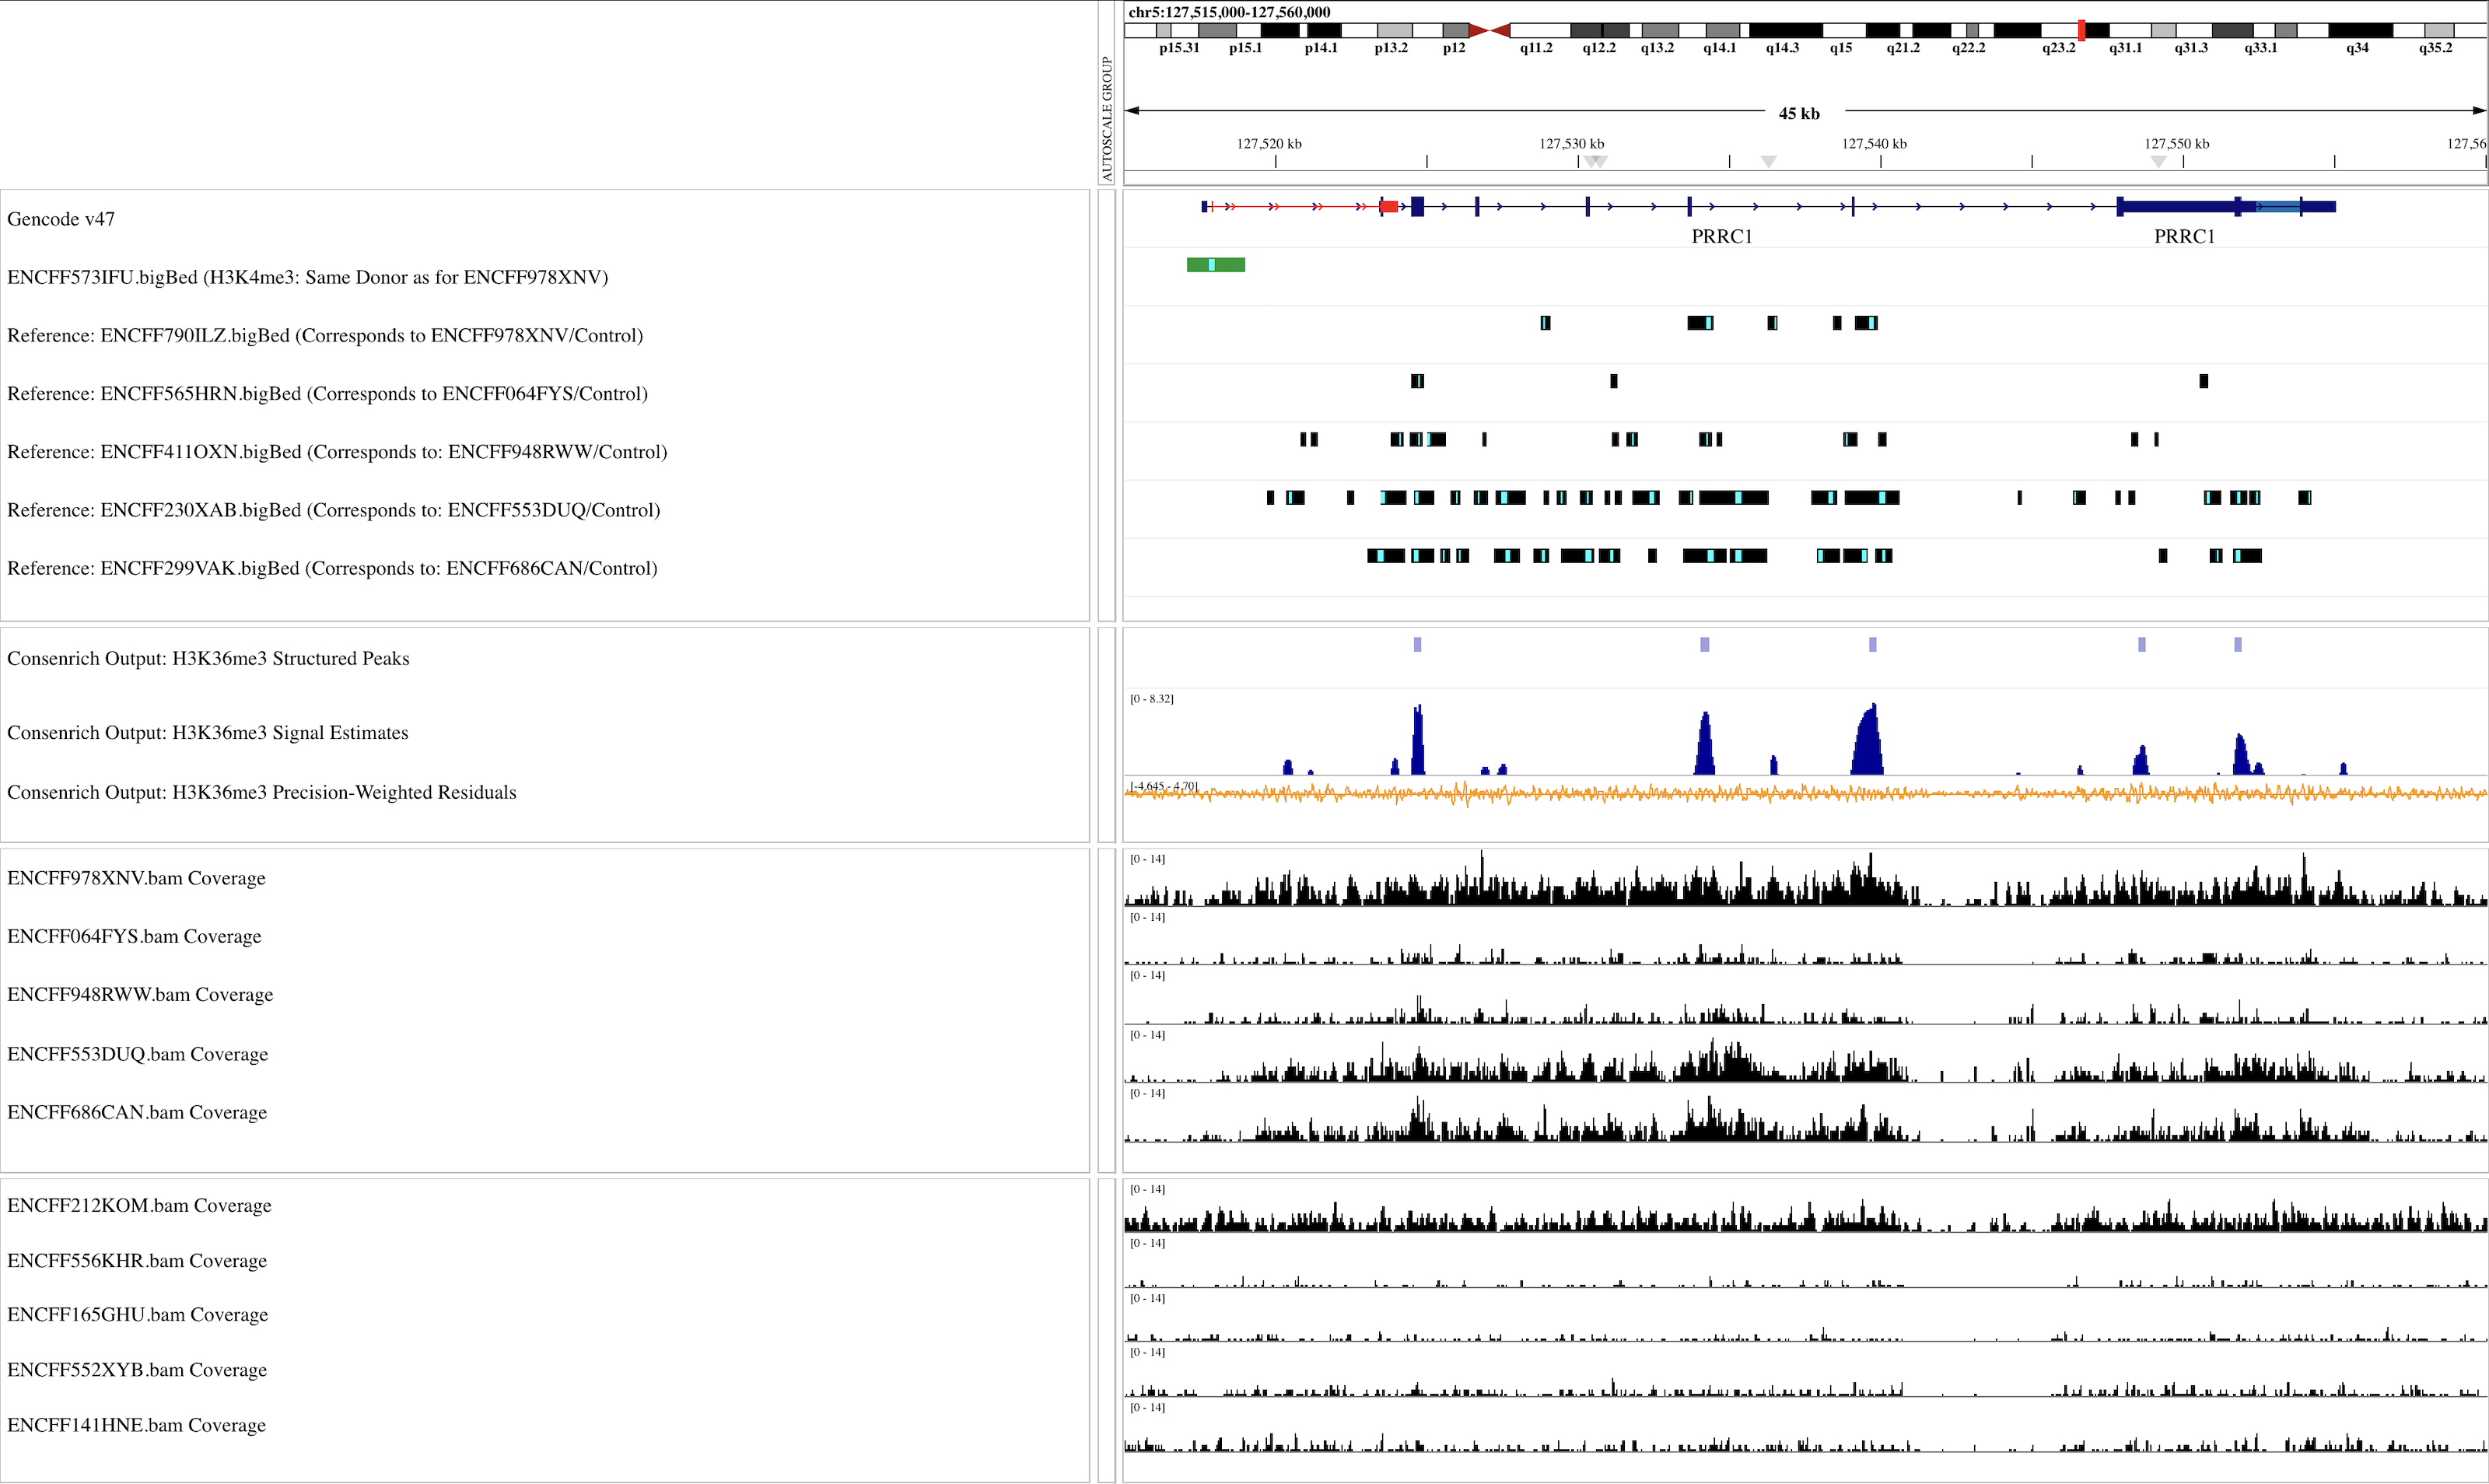 chr5:127,515,000-127,560,000
p15.31 p15.1 p14.1 p13.2 p12 q11.2 q12.2 q13.2 q14.1 q14.3 q15 q21.2 q22.2 q23.2 q31.1 q31.3 q33.1 q34 q35.2
AUTOSCALE GROUP
45 kb
127,520 kb 127,530 kb 127,540 kb 127,550 kb 127,56
Gencode v47
PRRC1 PRRC1
ENCFF573IFU.bigBed (H3K4me3: Same Donor as for ENCFF978XNV)
Reference: ENCFF790ILZ.bigBed (Corresponds to ENCFF978XNV/Control)
Reference: ENCFF565HRN.bigBed (Corresponds to ENCFF064FYS/Control)
Reference: ENCFF411OXN.bigBed (Corresponds to: ENCFF948RWW/Control)
Reference: ENCFF230XAB.bigBed (Corresponds to: ENCFF553DUQ/Control)
Reference: ENCFF299VAK.bigBed (Corresponds to: ENCFF686CAN/Control)
Consenrich Output: H3K36me3 Structured Peaks
[0 - 8.32]
Consenrich Output: H3K36me3 Signal Estimates
[-4.645 - 4.70]
Consenrich Output: H3K36me3 Precision-Weighted Residuals
[0 - 14]
ENCFF978XNV.bam Coverage
[0 - 14]
ENCFF064FYS.bam Coverage
[0 - 14]
ENCFF948RWW.bam Coverage
[0 - 14]
ENCFF553DUQ.bam Coverage
[0 - 14]
ENCFF686CAN.bam Coverage
[0 - 14]
ENCFF212KOM.bam Coverage
[0 - 14]
ENCFF556KHR.bam Coverage
[0 - 14]
ENCFF165GHU.bam Coverage
[0 - 14]
ENCFF552XYB.bam Coverage
[0 - 14]
ENCFF141HNE.bam Coverage